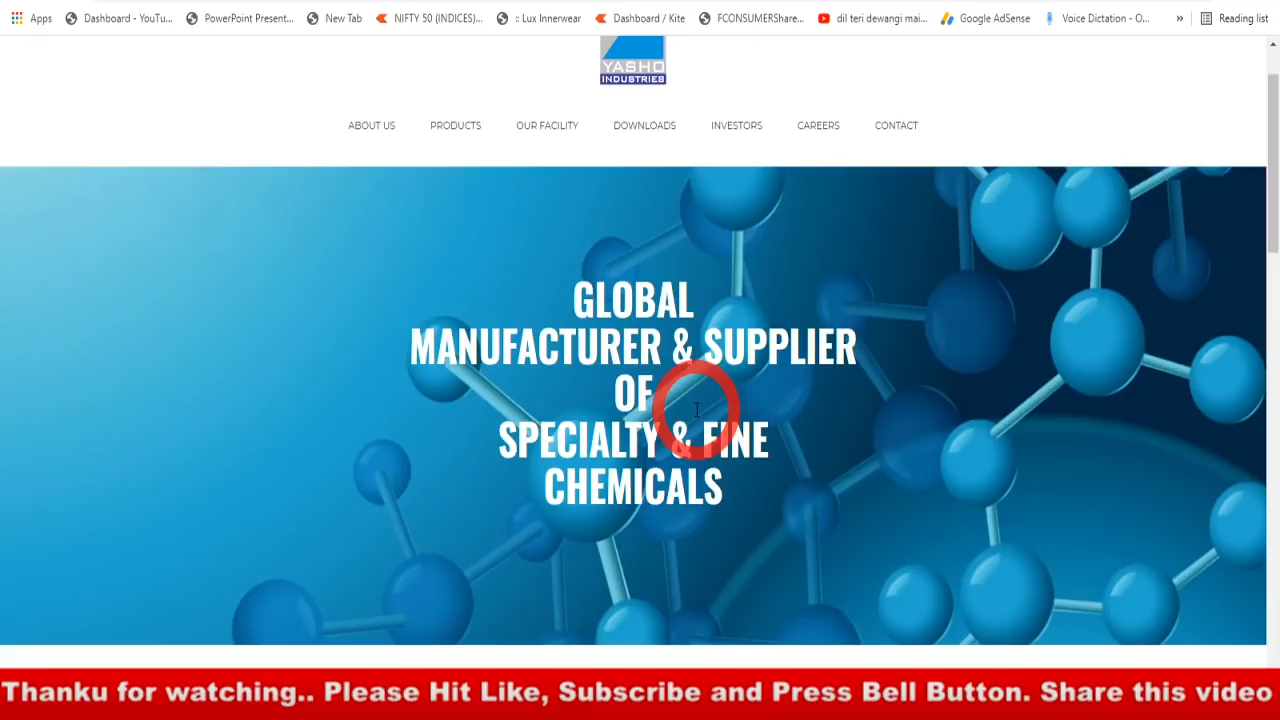 Apps Dashboard - YouTu... PowerPoint Present... New Tab NIFTY 50 (INDICES)... :: Lux Innerwear Dashboard / Kite FCONSUMERShare... dil teri dewangi mai... Google AdSense Voice Dictation - O... » Reading list
YASHO
INDUSTRIES
ABOUT US PRODUCTS OUR FACILITY DOWNLOADS INVESTORS CAREERS CONTACT
GLOBAL
MANUFACTURER & SUPPLIER
OF
SPECIALTY & FINE
CHEMICALS
Thanku for watching.. Please Hit Like, Subscribe and Press Bell Button. Share this video